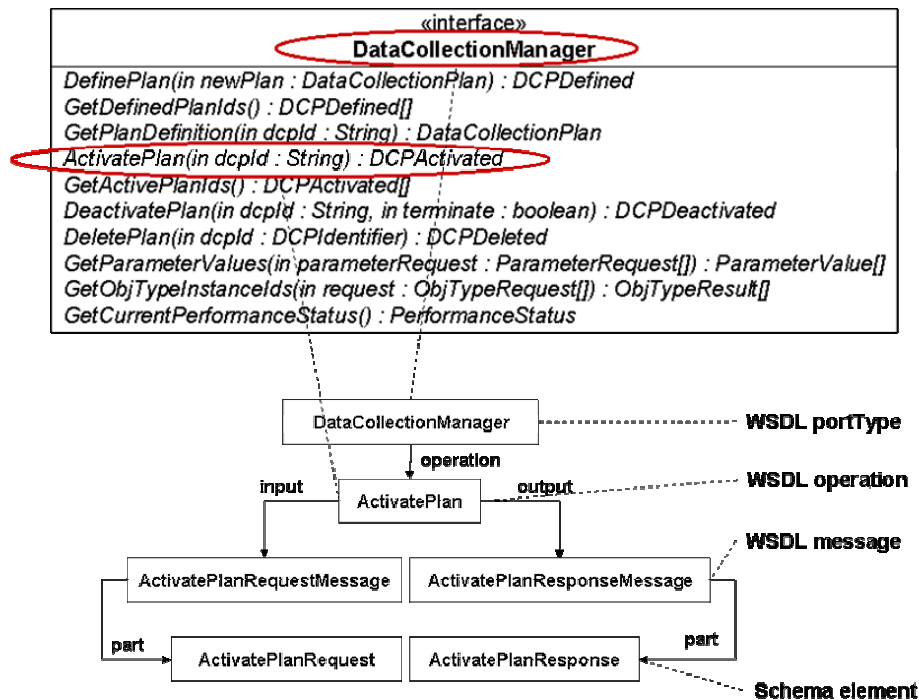 «interface»
DataCollectionManager
DefinePlan(in newPlan : DataCollectionPlan) : DCPDefined
GetDefinedPlanIds() : DCPDefined[]
GetPlanDefinition(in dcpId : String) : DataCollectionPlan
ActivatePlan(in dcpId : String) : DCPActivated
GetActivePlanIds() : DCPActivated[]
DeactivatePlan(in dcpId : String, in terminate : boolean) : DCPDeactivated
DeletePlan(in dcpId : DCPIdentifier) : DCPDeleted
GetParameterValues(in parameterRequest : ParameterRequest[]) : ParameterValue[]
GetObjTypeInstanceIds(in request : ObjTypeRequest[]) : ObjTypeResult[]
GetCurrentPerformanceStatus() : PerformanceStatus
DataCollectionManager
WSDL portType
operation
input
ActivatePlan
output
WSDL operation
WSDL message
ActivatePlanRequestMessage
ActivatePlanResponseMessage
part
ActivatePlanRequest
ActivatePlanResponse
part
Schema element